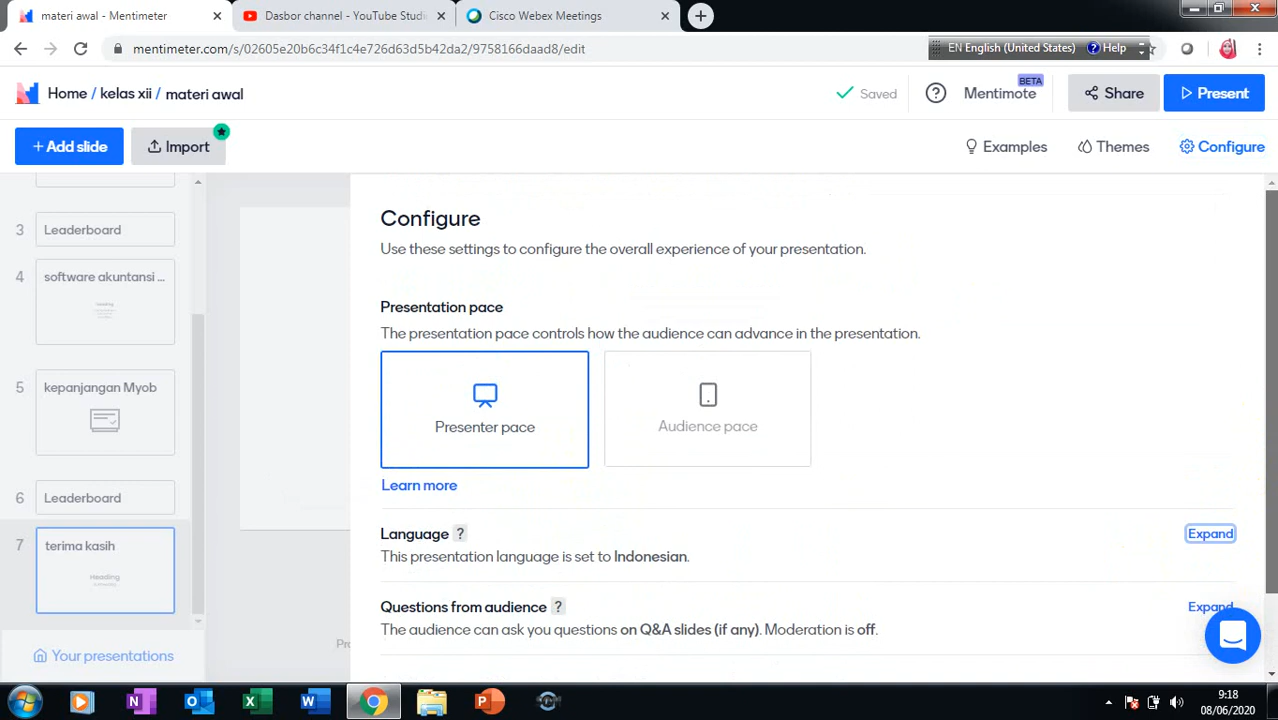 materi awal - Mentimeter
Dasbor channel - YouTube Studi
Cisco Webex Meetings
mentimeter.com/s/02605e20b6c34f1c4e726d63d5b42da2/9758166daad8/edit
EN English (United States)
? Help
Home / kelas xii / materi awal
Saved
Mentimote
BETA
Share
Present
+ Add slide
Import
Examples
Themes
Configure
3 Leaderboard
4 software akuntansi ...
Heading
5 kepanjangan Myob
6 Leaderboard
7 terima kasih
Heading
Your presentations
Configure
Use these settings to configure the overall experience of your presentation.
Presentation pace
The presentation pace controls how the audience can advance in the presentation.
Presenter pace
Audience pace
Learn more
Language ?
Expand
This presentation language is set to Indonesian.
Questions from audience ?
Expand
The audience can ask you questions on Q&A slides (if any). Moderation is off.
9:18
08/06/2020